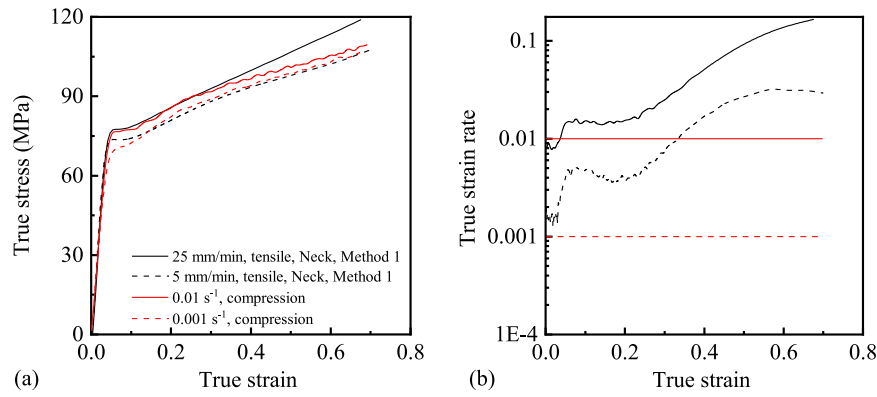 120
90
60
30
0
0.0 0.2 0.4 0.6 0.8
True stress (MPa)
True strain
25 mm/min, tensile, Neck, Method 1
5 mm/min, tensile, Neck, Method 1
0.01 s⁻¹, compression
0.001 s⁻¹, compression
(a)
0.1
0.01
0.001
1E-4
0.0 0.2 0.4 0.6 0.8
True strain rate
True strain
(b)